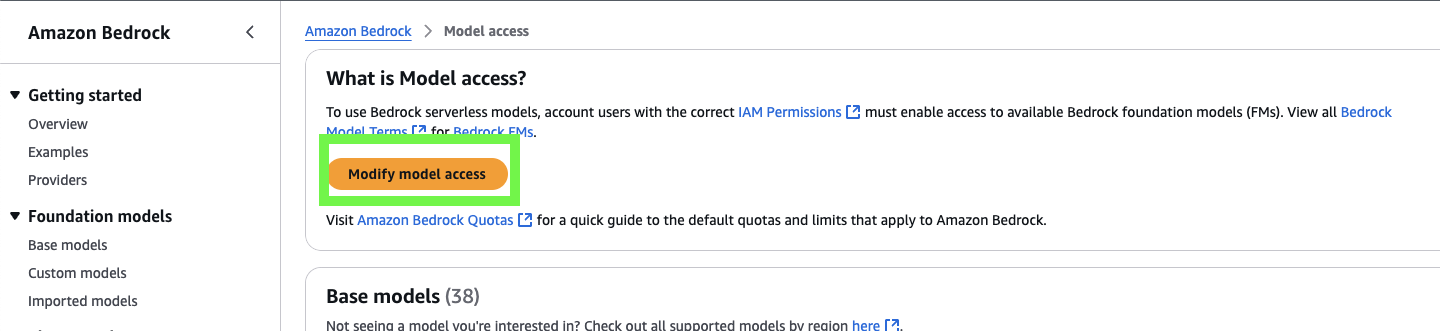 Amazon Bedrock
Getting started
Overview
Examples
Providers
Foundation models
Base models
Custom models
Imported models
Amazon Bedrock > Model access
What is Model access?
To use Bedrock serverless models, account users with the correct IAM Permissions must enable access to available Bedrock foundation models (FMs). View all Bedrock
Model Terms for Bedrock FMs.
Modify model access
Visit Amazon Bedrock Quotas for a quick guide to the default quotas and limits that apply to Amazon Bedrock.
Base models (38)
Not seeing a model you're interested in? Check out all supported models by region here.